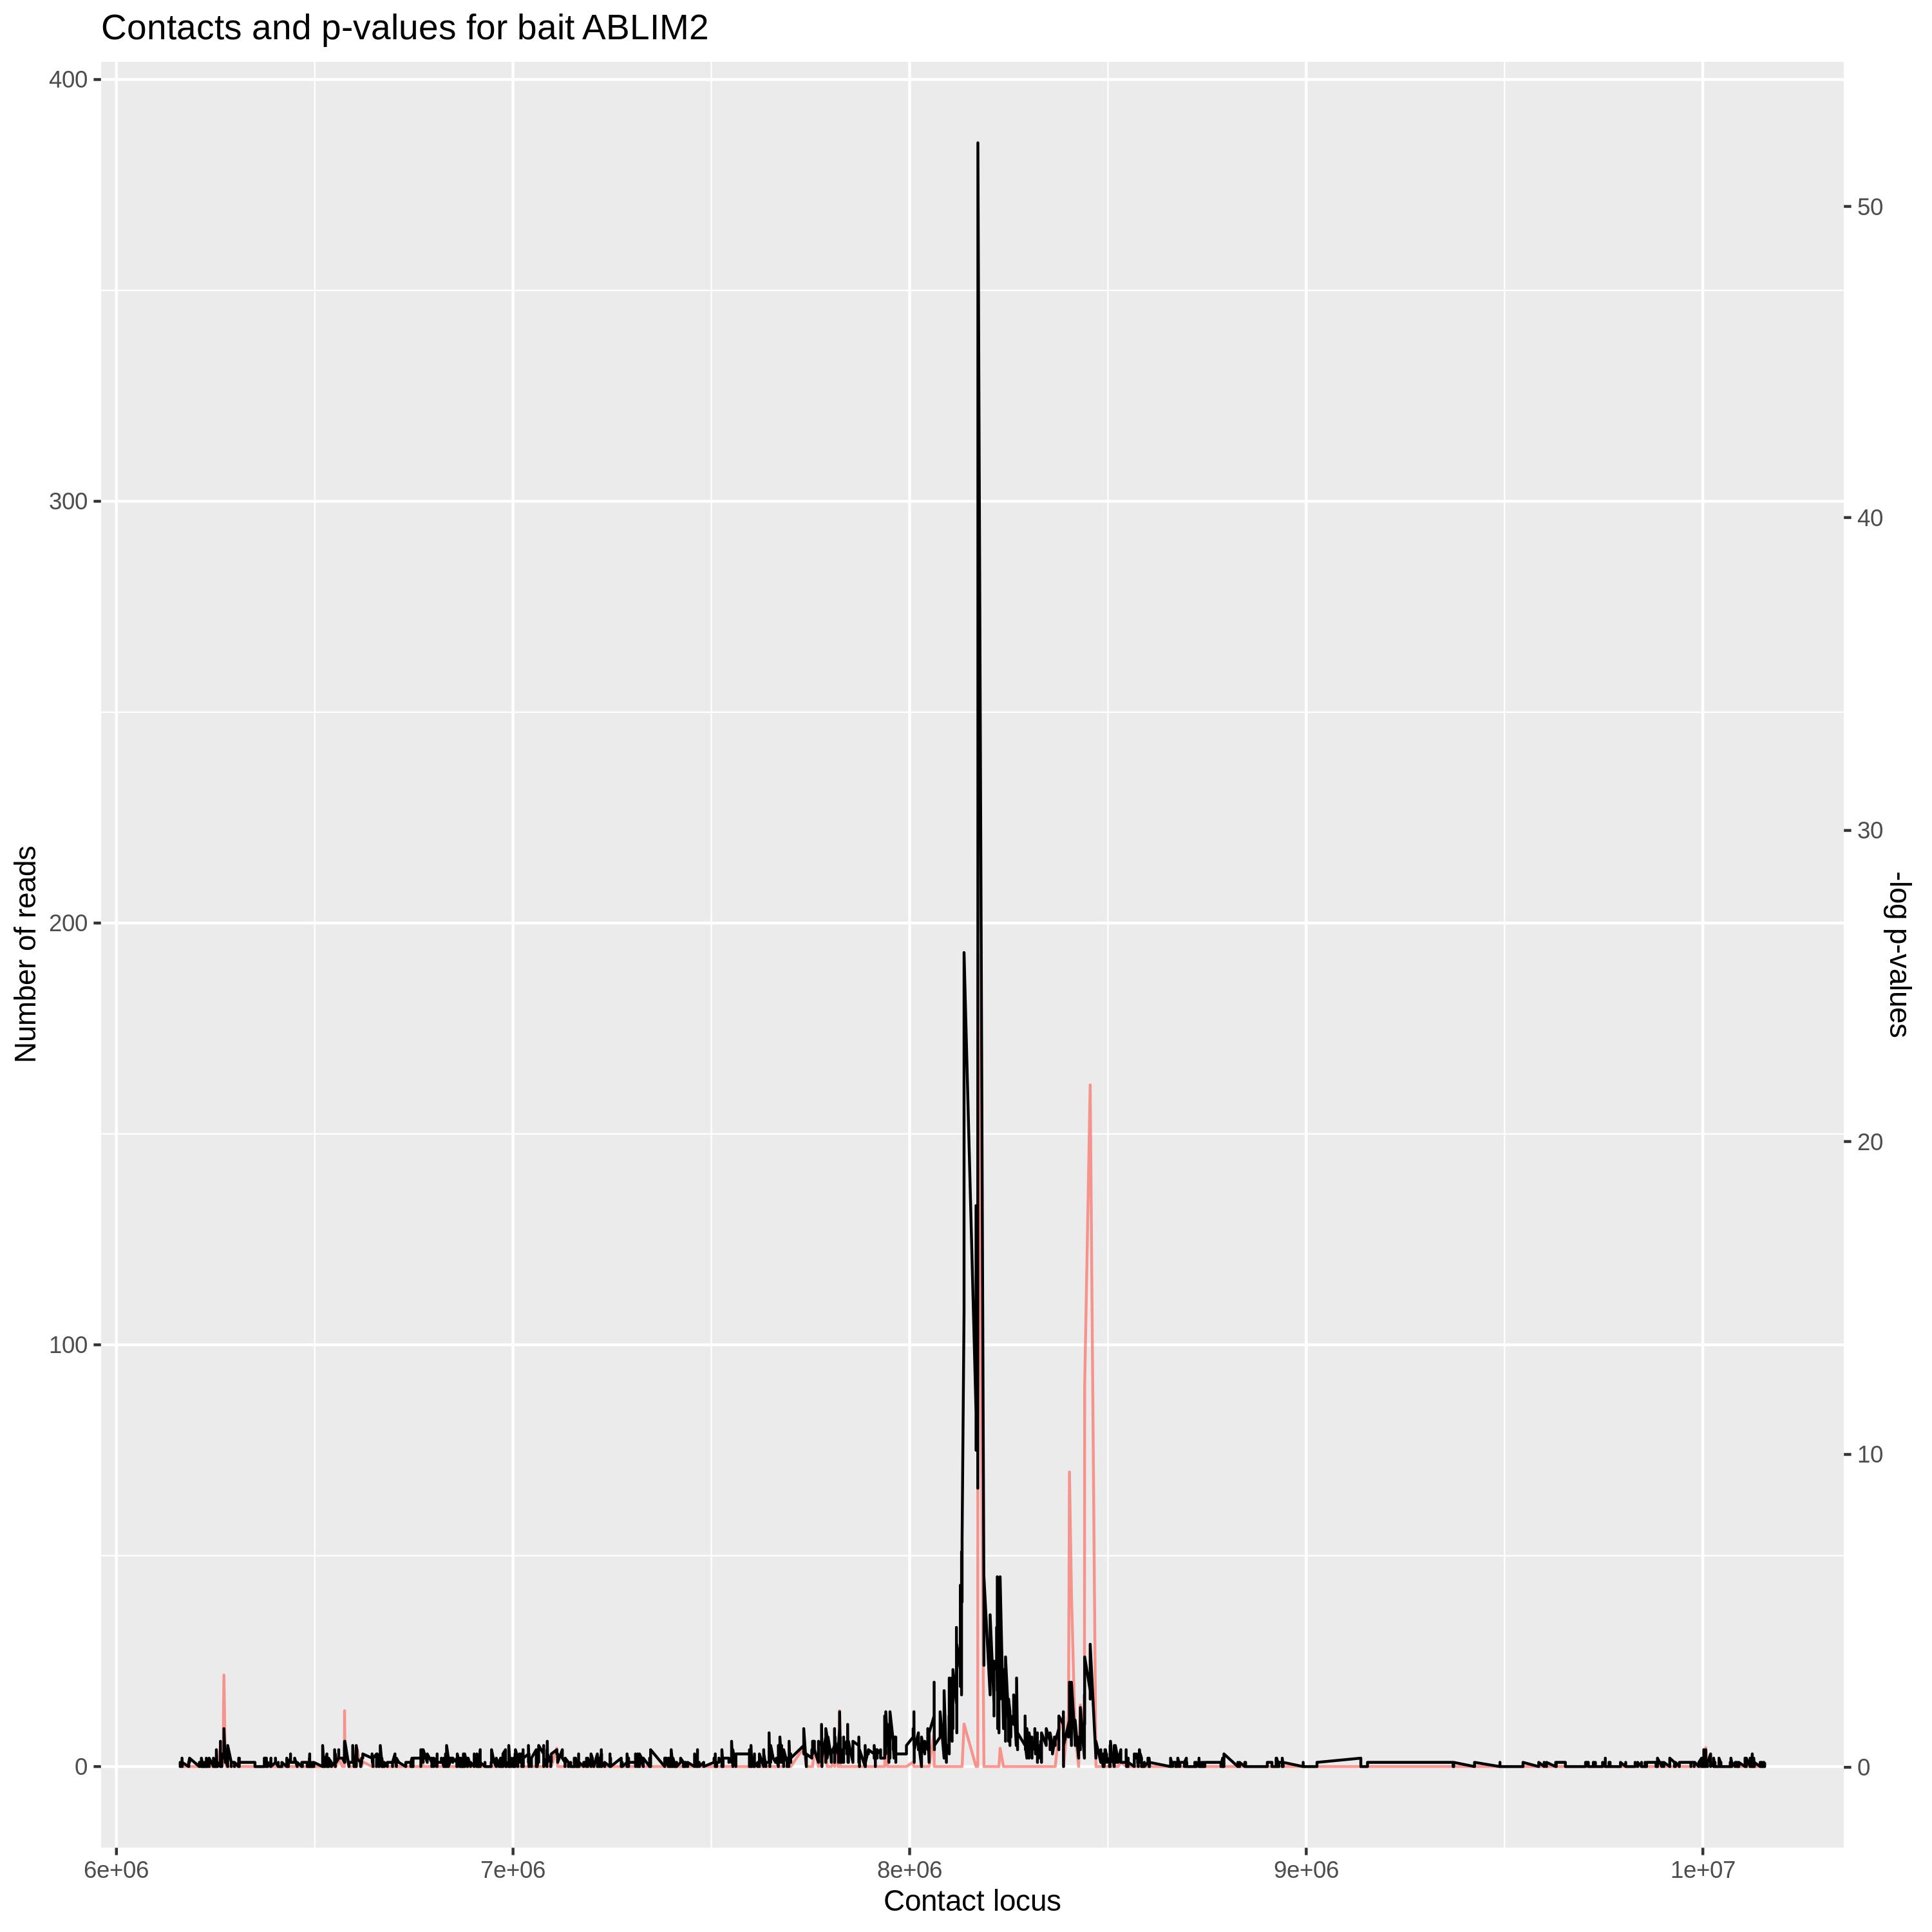 Contacts and p-values for bait ABLIM2
400
300
200
100
0
50
40
30
20
10
0
Number of reads
-log p-values
6e+06 7e+06 8e+06 9e+06 1e+07
Contact locus